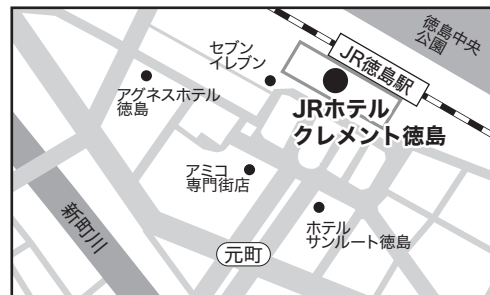 徳島中央
公園
セブン
イレブン
JR徳島駅
アグネスホテル
徳島
JRホテル
クレメント徳島
アミコ
専門街店
新町川
ホテル
サンルート徳島
元町